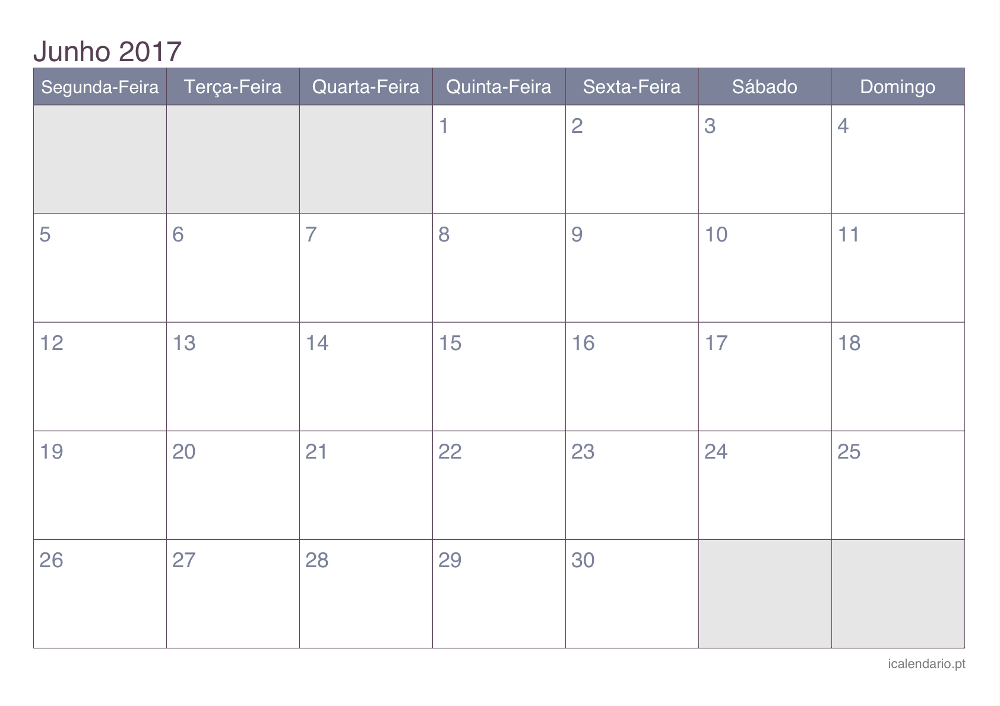 Junho 2017
Segunda-Feira Terça-Feira Quarta-Feira Quinta-Feira Sexta-Feira Sábado Domingo
1 2 3 4
5 6 7 8 9 10 11
12 13 14 15 16 17 18
19 20 21 22 23 24 25
26 27 28 29 30
icalendario.pt